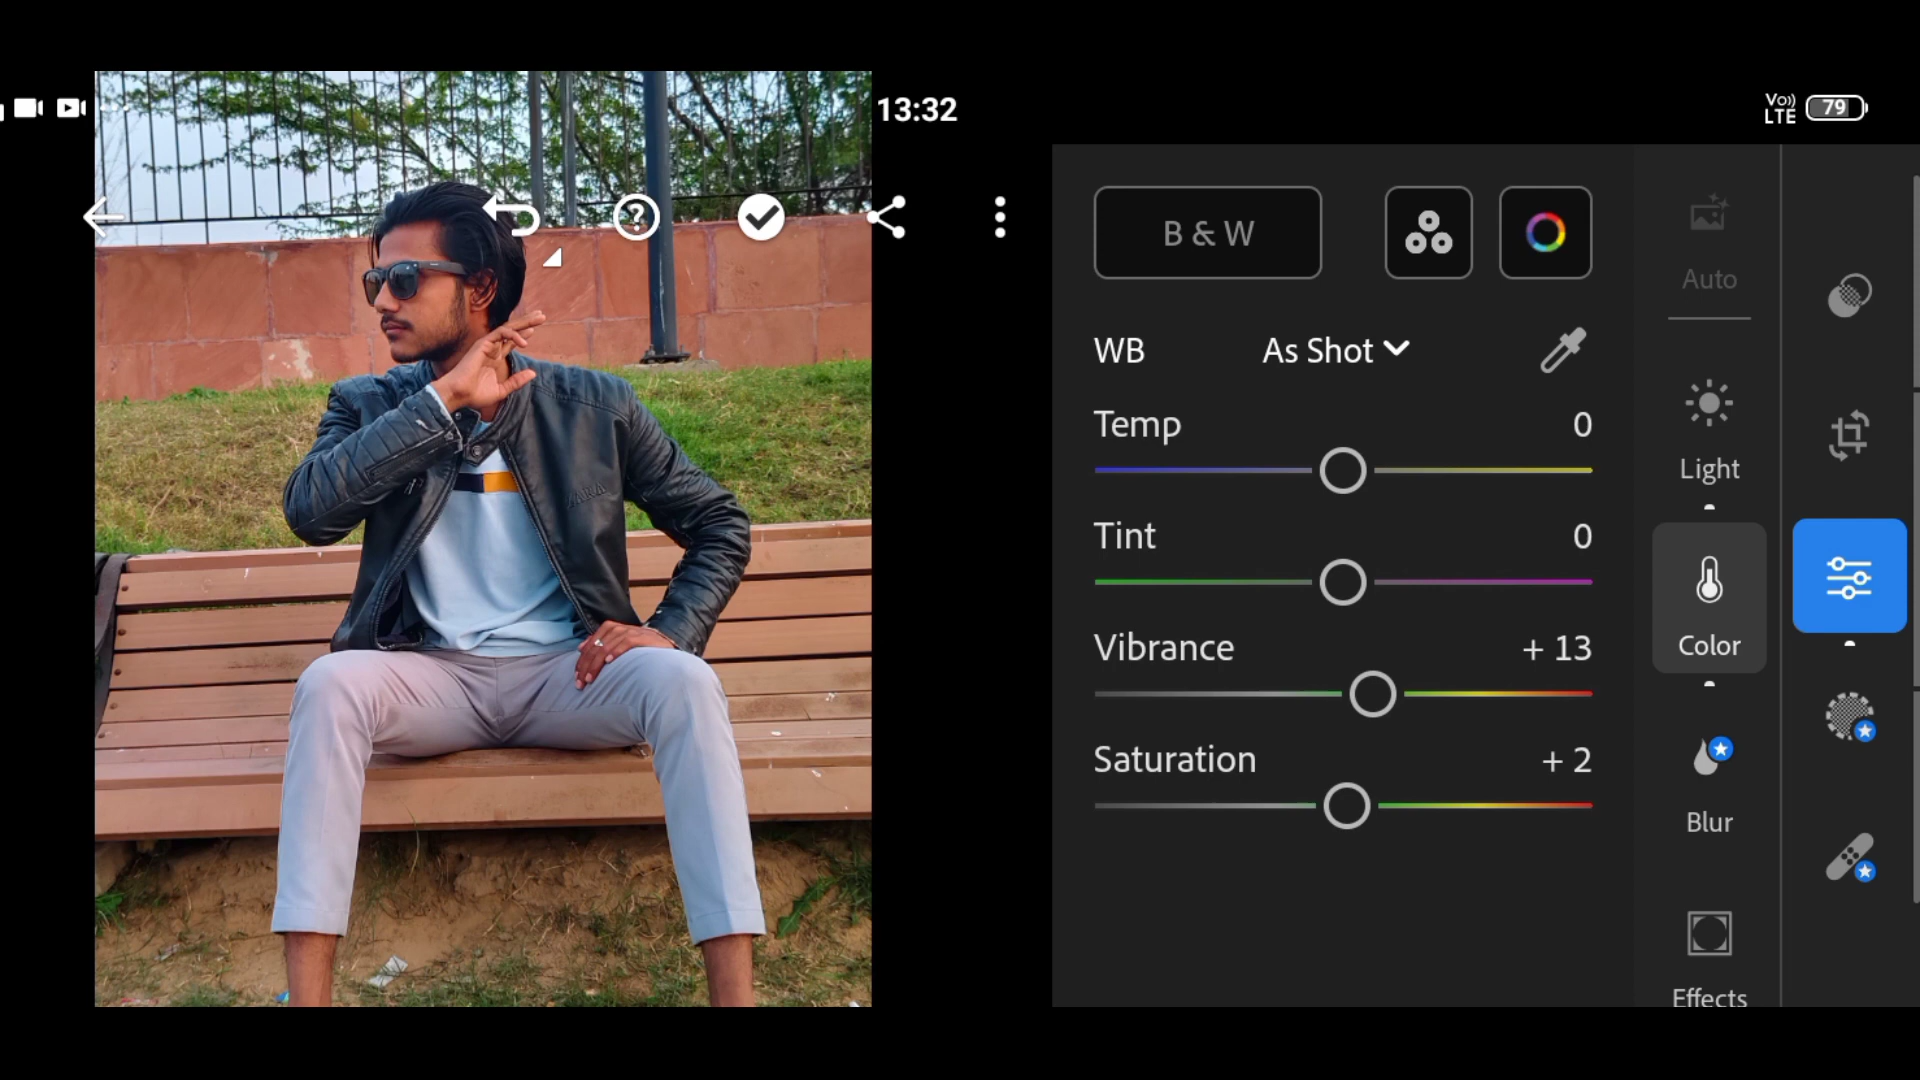 13:32
Vo))
LTE
79
B & W
WB
As Shot
Temp
0
Tint
0
Vibrance
+ 13
Saturation
+ 2
Auto
Light
Color
Blur
Effects
ZARA